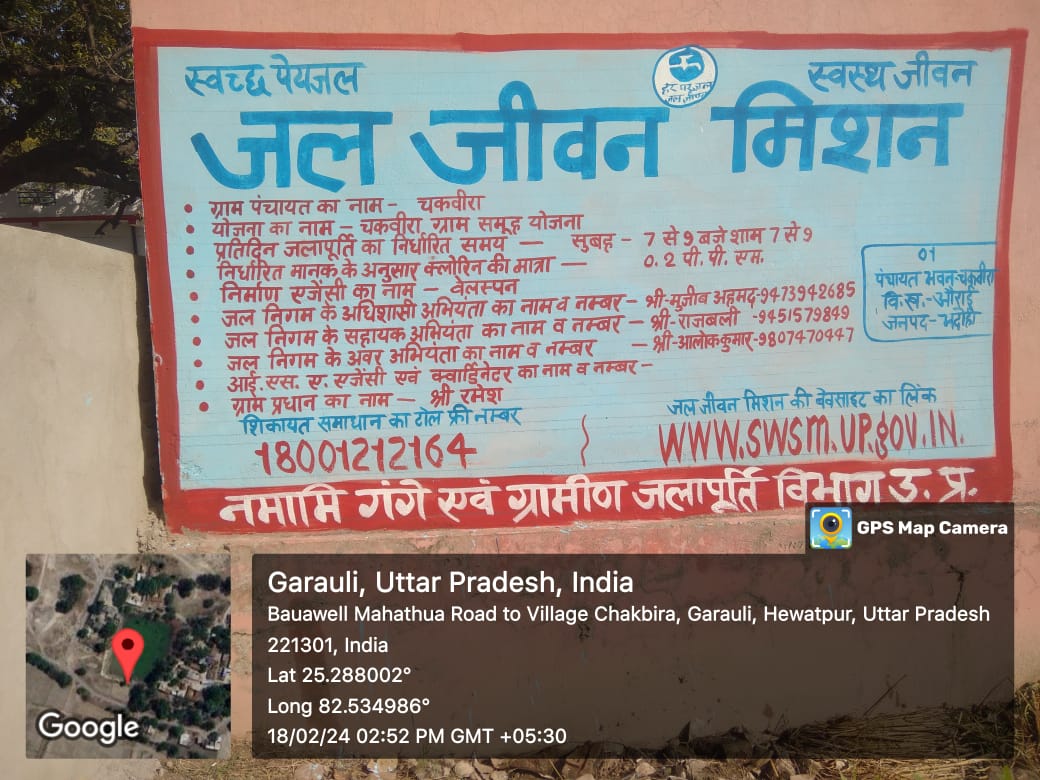 स्वच्छ पेयजल
स्वस्थ जीवन
हर घर जल
जल जीवन
जल जीवन मिशन
• ग्राम पंचायत का नाम - चकवीरा
• योजना का नाम - चकवीरा ग्राम समूह योजना
• प्रतिदिन जलापूर्ति का निर्धारित समय — सुबह - 7 से 9 बजे शाम 7 से 9
• निर्धारित मानक के अनुसार क्लोरिन की मात्रा — 0.2 पी.पी.एम.
• निर्माण एजेंसी का नाम - वेलस्पन
• जल निगम के अधिशासी अभियंता का नाम व नम्बर - श्री-मुजीब अहमद-9473942685
• जल निगम के सहायक अभियंता का नाम व नम्बर - श्री-राजबली -9451579849
• जल निगम के अवर अभियंता का नाम व नम्बर - श्री-आलोक कुमार-9807470447
• आई.एस.ए.एजेंसी एवं क्वार्डिनेटर का नाम व नम्बर-
• ग्राम प्रधान का नाम - श्री रमेश
01
पंचायत भवन-चकवीरा
वि.ख.-औराई
जनपद-भदोही
शिकायत समाधान का टोल फ्री नम्बर
18001212164
जल जीवन मिशन की वेबसाइट का लिंक
WWW.SWSM.UP.GOV.IN.
नमामि गंगे एवं ग्रामीण जलापूर्ति विभाग उ. प्र.
GPS Map Camera
Garauli, Uttar Pradesh, India
Bauawell Mahathua Road to Village Chakbira, Garauli, Hewatpur, Uttar Pradesh
221301, India
Lat 25.288002°
Long 82.534986°
18/02/24 02:52 PM GMT +05:30
Google